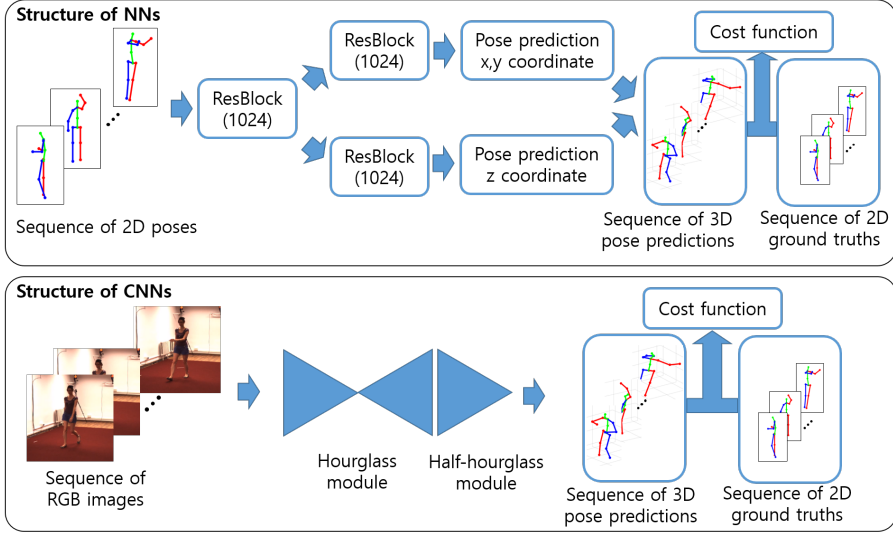 Structure of NNs
Sequence of 2D poses
ResBlock
(1024)
ResBlock
(1024)
Pose prediction
x,y coordinate
ResBlock
(1024)
Pose prediction
z coordinate
Cost function
Sequence of 3D
pose predictions
Sequence of 2D
ground truths
Structure of CNNs
Sequence of
RGB images
Hourglass
module
Half-hourglass
module
Cost function
Sequence of 3D
pose predictions
Sequence of 2D
ground truths